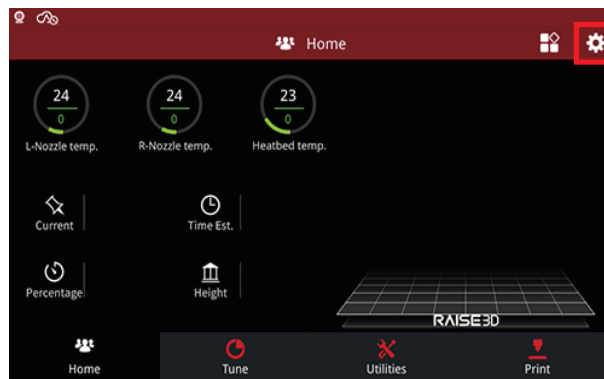 Home
24
0
24
0
23
0
L-Nozzle temp.
R-Nozzle temp.
Heatbed temp.
Current
Time Est.
Percentage
Height
RAISE3D
Home
Tune
Utilities
Print